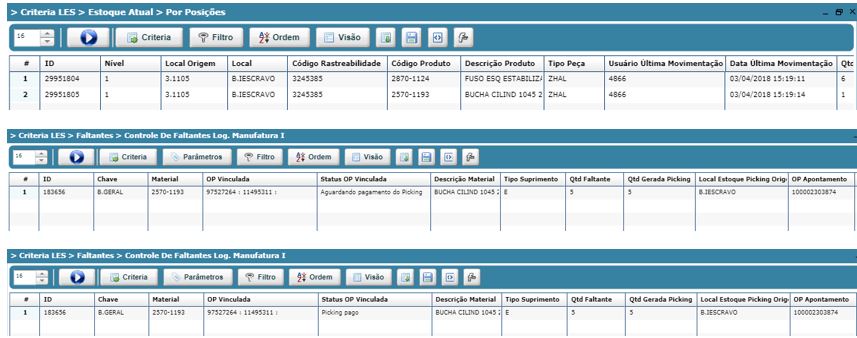 > Criteria LES > Estoque Atual > Por Posições
16 Criteria Filtro Ordem Visão
# ID Nível Local Origem Local Código Rastreabilidade Código Produto Descrição Produto Tipo Peça Usuário Última Movimentação Data Última Movimentação Qtd
1 29951804 1 3.1105 B.IESCRAVO 3245385 2870-1124 FUSO ESQ ESTABILIZA ZHAL 4866 03/04/2018 15:19:11 6
2 29951805 1 3.1105 B.IESCRAVO 3245385 2570-1193 BUCHA CILIND 1045 2 ZHAL 4866 03/04/2018 15:19:14 1
> Criteria LES > Faltantes > Controle De Faltantes Log. Manufatura I
16 Criteria Parâmetros Filtro Ordem Visão
# ID Chave Material OP Vinculada Status OP Vinculada Descrição Material Tipo Suprimento Qtd Faltante Qtd Gerada Picking Local Estoque Picking Orig OP Apontamento
1 183656 B.GERAL 2570-1193 97527264 : 11495311 : Aguardando pagamento do Picking BUCHA CILIND 1045 2 E 5 5 B.IESCRAVO 100002303874
> Criteria LES > Faltantes > Controle De Faltantes Log. Manufatura I
16 Criteria Parâmetros Filtro Ordem Visão
# ID Chave Material OP Vinculada Status OP Vinculada Descrição Material Tipo Suprimento Qtd Faltante Qtd Gerada Picking Local Estoque Picking Orig OP Apontamento
1 183656 B.GERAL 2570-1193 97527264 : 11495311 : Picking pago BUCHA CILIND 1045 2 E 5 5 B.IESCRAVO 100002303874